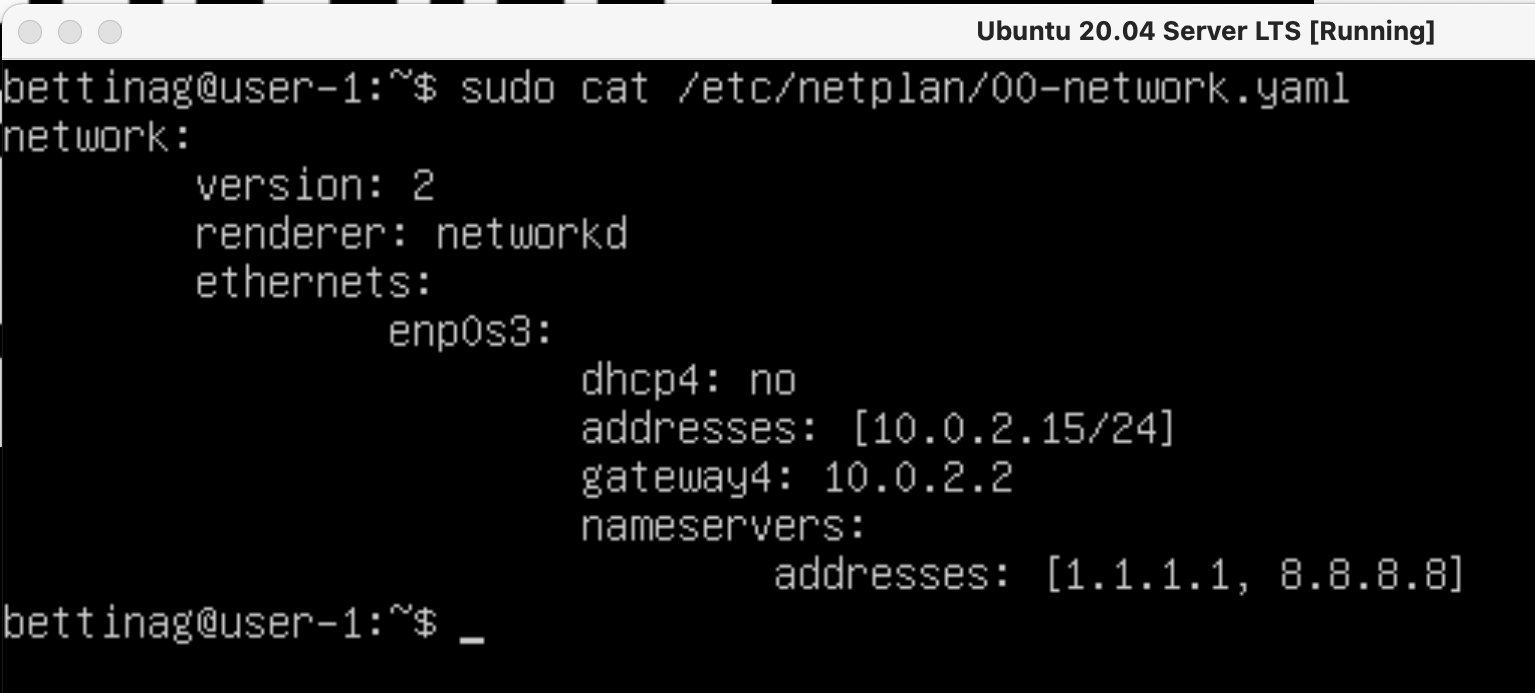 Ubuntu 20.04 Server LTS [Running]
bettinag@user-1:~$ sudo cat /etc/netplan/00-network.yaml
network:
        version: 2
        renderer: networkd
        ethernets:
                enp0s3:
                        dhcp4: no
                        addresses: [10.0.2.15/24]
                        gateway4: 10.0.2.2
                        nameservers:
                                addresses: [1.1.1.1, 8.8.8.8]
bettinag@user-1:~$ _